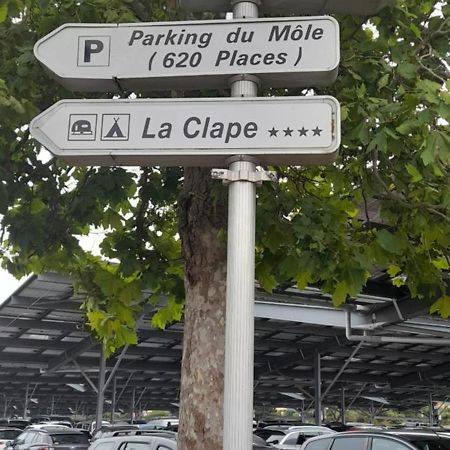 P Parking du Môle
( 620 Places )
La Clape ****